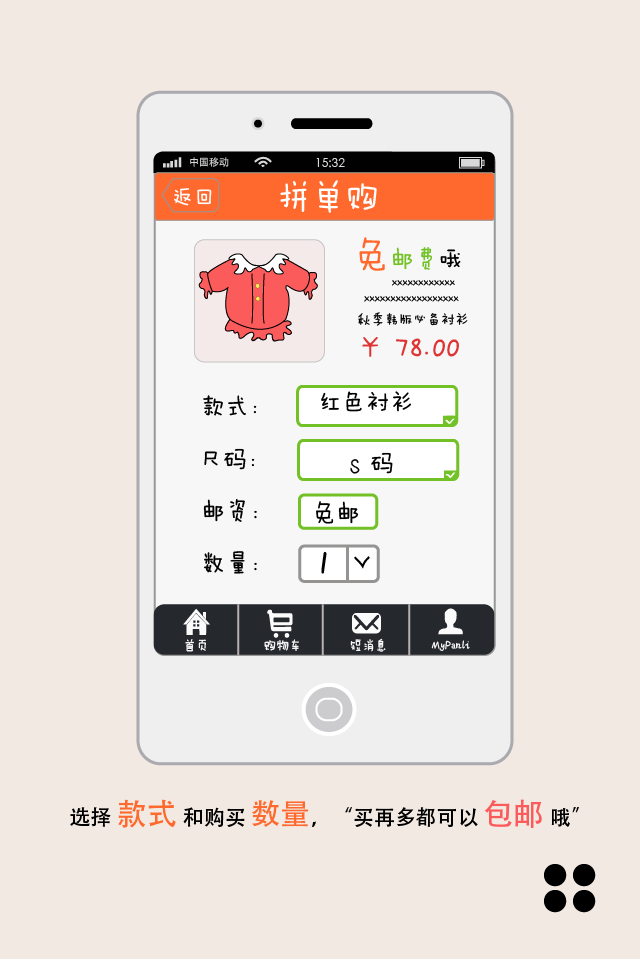 中国移动 15:32
返回 拼单购
免邮费哦
xxxxxxxxxxxx
xxxxxxxxxxxxxxxxxx
秋季韩版必备衬衫
￥ 78.00
款式: 红色衬衫
尺码: S 码
邮资: 免邮
数量: 1
首页 购物车 短消息 MyPanli
选择 款式 和购买 数量，“买再多都可以 包邮 哦”